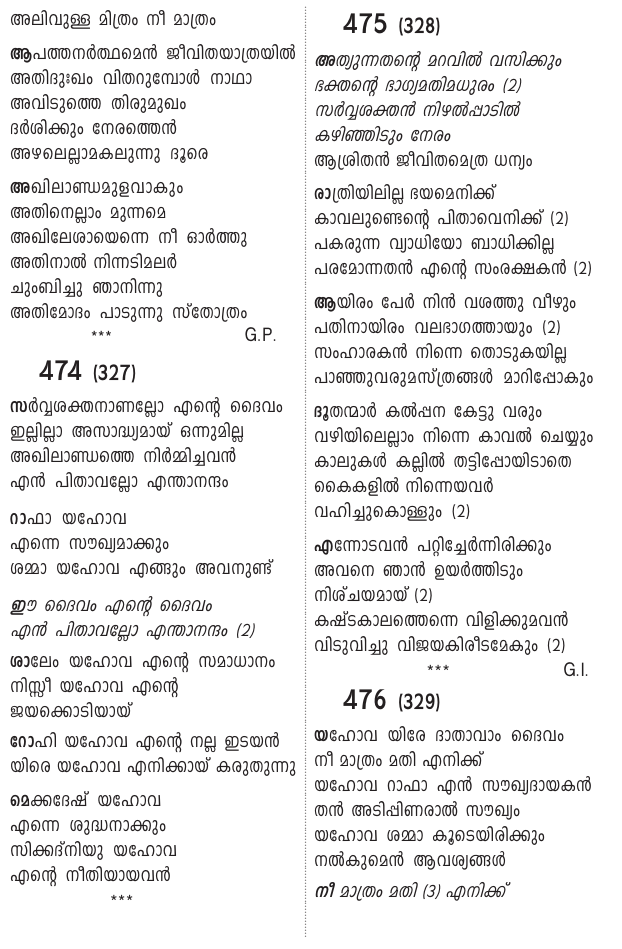 അലിവുള്ള മിത്രം നീ മാത്രം
ആപത്തനർത്ഥമെൻ ജീവിതയാത്രയിൽ
അതിദുഃഖം വിതറുമ്പോൾ നാഥാ
അവിടുത്തെ തിരുമുഖം
ദർശിക്കും നേരത്തെൻ
അഴലെല്ലാമകലുന്നു ദൂരെ
അഖിലാണ്ഡമുളവാകും
അതിനെല്ലാം മുന്നമെ
അഖിലേശായെന്നെ നീ ഓർത്തു
അതിനാൽ നിന്നടിമലർ
ചുംബിച്ചു ഞാനിന്നു
അതിമോദം പാടുന്നു സ്തോത്രം
*** G.P.
474 (327)
സർവ്വശക്തനാണല്ലോ എന്റെ ദൈവം
ഇല്ലില്ലാ അസാദ്ധ്യമായ് ഒന്നുമില്ല
അഖിലാണ്ഡത്തെ നിർമ്മിച്ചവൻ
എൻ പിതാവല്ലോ എന്താനന്ദം
റാഫാ യഹോവ
എന്നെ സൗഖ്യമാക്കും
ശമ്മാ യഹോവ എങ്ങും അവനുണ്ട്
ഈ ദൈവം എന്റെ ദൈവം
എൻ പിതാവല്ലോ എന്താനന്ദം (2)
ശാലേം യഹോവ എന്റെ സമാധാനം
നിസ്സീ യഹോവ എന്റെ
ജയക്കൊടിയായ്
റോഹി യഹോവ എന്റെ നല്ല ഇടയൻ
യിരെ യഹോവ എനിക്കായ് കരുതുന്നു
മെക്കദേഷ് യഹോവ
എന്നെ ശുദ്ധനാക്കും
സിക്കദ്നിയു യഹോവ
എന്റെ നീതിയായവൻ
***
475 (328)
അത്യുന്നതന്റെ മറവിൽ വസിക്കും
ഭക്തന്റെ ഭാഗ്യമതിമധുരം (2)
സർവ്വശക്തൻ നിഴൽപ്പാടിൽ
കഴിഞ്ഞിടും നേരം
ആശ്രിതൻ ജീവിതമെത്ര ധന്യം
രാത്രിയിലില്ല ഭയമെനിക്ക്
കാവലുണ്ടെന്റെ പിതാവെനിക്ക് (2)
പകരുന്ന വ്യാധിയോ ബാധിക്കില്ല
പരമോന്നതൻ എന്റെ സംരക്ഷകൻ (2)
ആയിരം പേർ നിൻ വശത്തു വീഴും
പതിനായിരം വലഭാഗത്തായും (2)
സംഹാരകൻ നിന്നെ തൊടുകയില്ല
പാഞ്ഞുവരുമസ്ത്രങ്ങൾ മാറിപ്പോകും
ദൂതന്മാർ കൽപ്പന കേട്ടു വരും
വഴിയിലെല്ലാം നിന്നെ കാവൽ ചെയ്യും
കാലുകൾ കല്ലിൽ തട്ടിപ്പോയിടാതെ
കൈകളിൽ നിന്നെയവർ
വഹിച്ചുകൊള്ളും (2)
എന്നോടവൻ പറ്റിച്ചേർന്നിരിക്കും
അവനെ ഞാൻ ഉയർത്തിടും
നിശ്ചയമായ് (2)
കഷ്ടകാലത്തെന്നെ വിളിക്കുമവൻ
വിടുവിച്ചു വിജയകിരീടമേകും (2)
*** G.I.
476 (329)
യഹോവ യിരേ ദാതാവാം ദൈവം
നീ മാത്രം മതി എനിക്ക്
യഹോവ റാഫാ എൻ സൗഖ്യദായകൻ
തൻ അടിപ്പിണരാൽ സൗഖ്യം
യഹോവ ശമ്മാ കൂടെയിരിക്കും
നൽകുമെൻ ആവശ്യങ്ങൾ
നീ മാത്രം മതി (3) എനിക്ക്